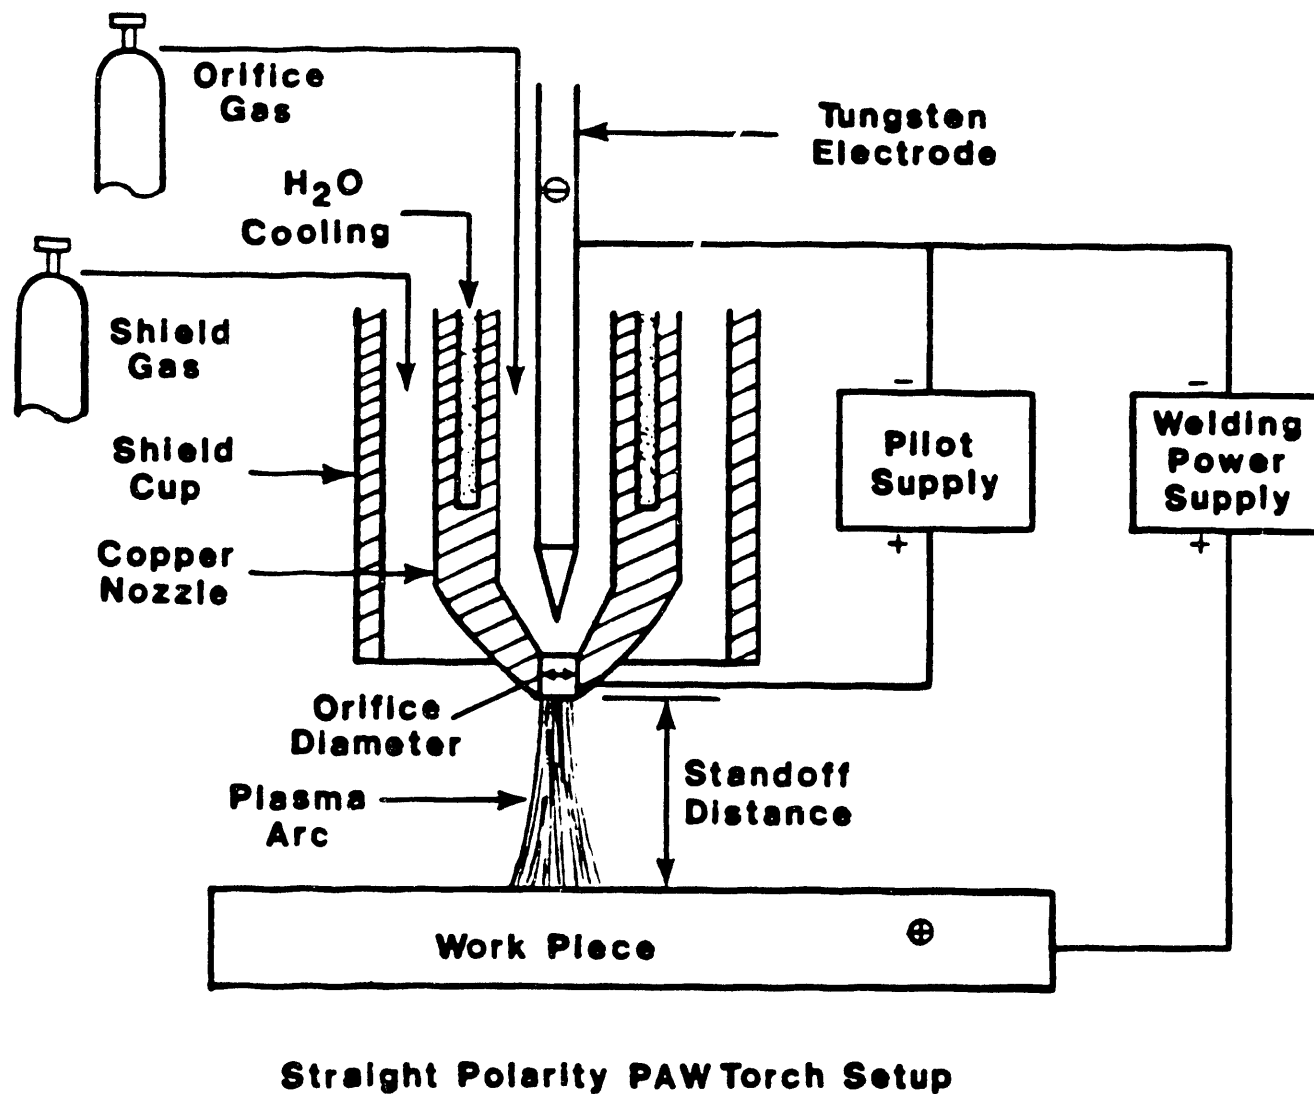 Orifice
Gas
Tungsten
Electrode
H2O
Cooling
Shield
Gas
Shield
Cup
Copper
Nozzle
−
Pilot
Supply
+
−
Welding
Power
Supply
+
Orifice
Diameter
Standoff
Distance
Plasma
Arc
Work Piece
Straight Polarity PAW Torch Setup